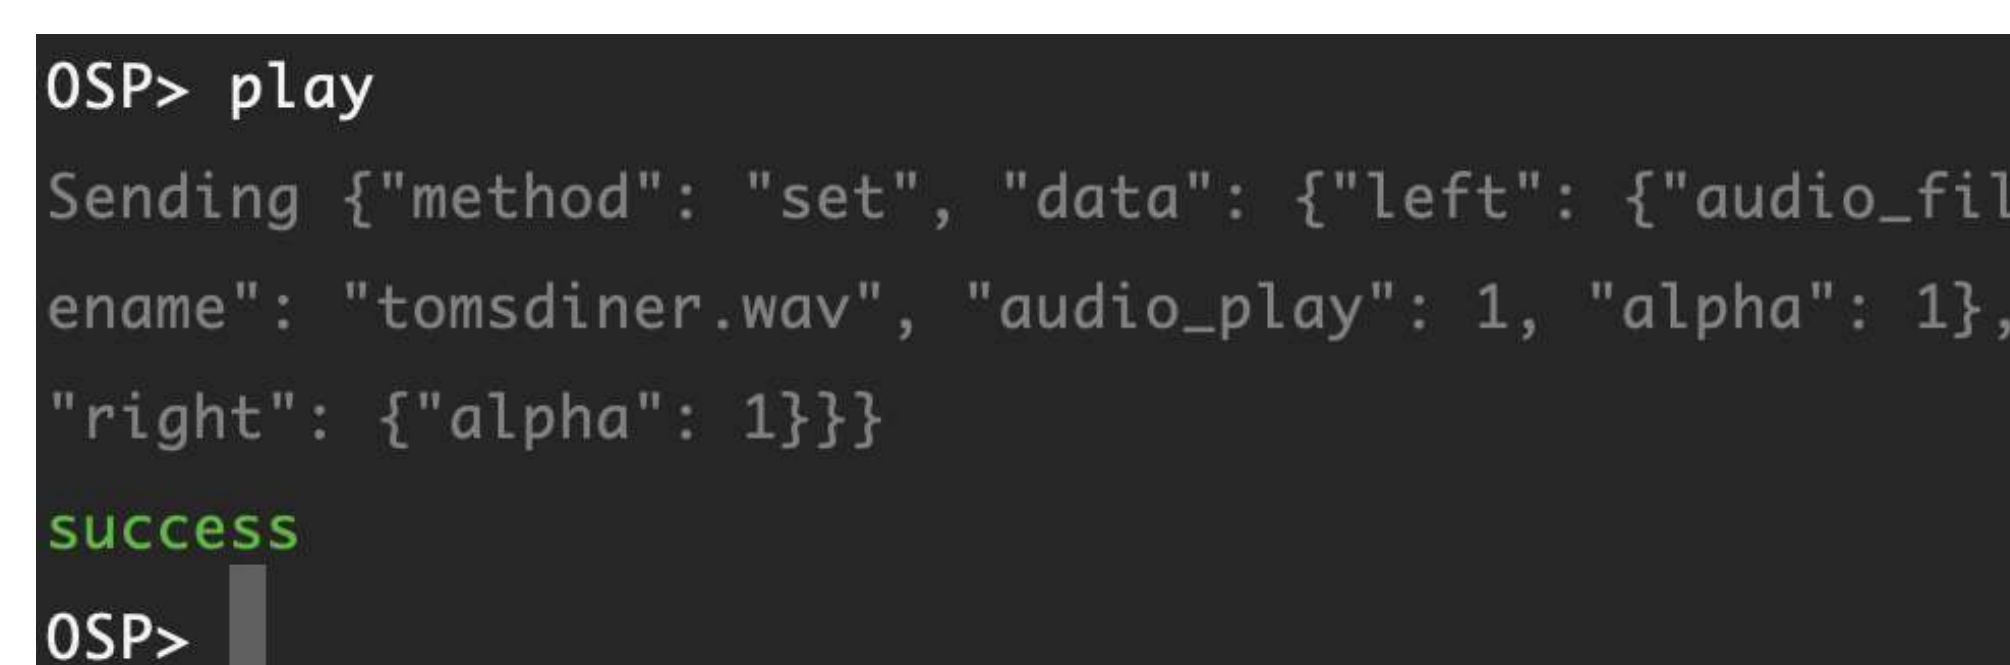 OSP> play
Sending {"method": "set", "data": {"left": {"audio_fil
ename": "tomsdiner.wav", "audio_play": 1, "alpha": 1},
"right": {"alpha": 1}}}
success
OSP>